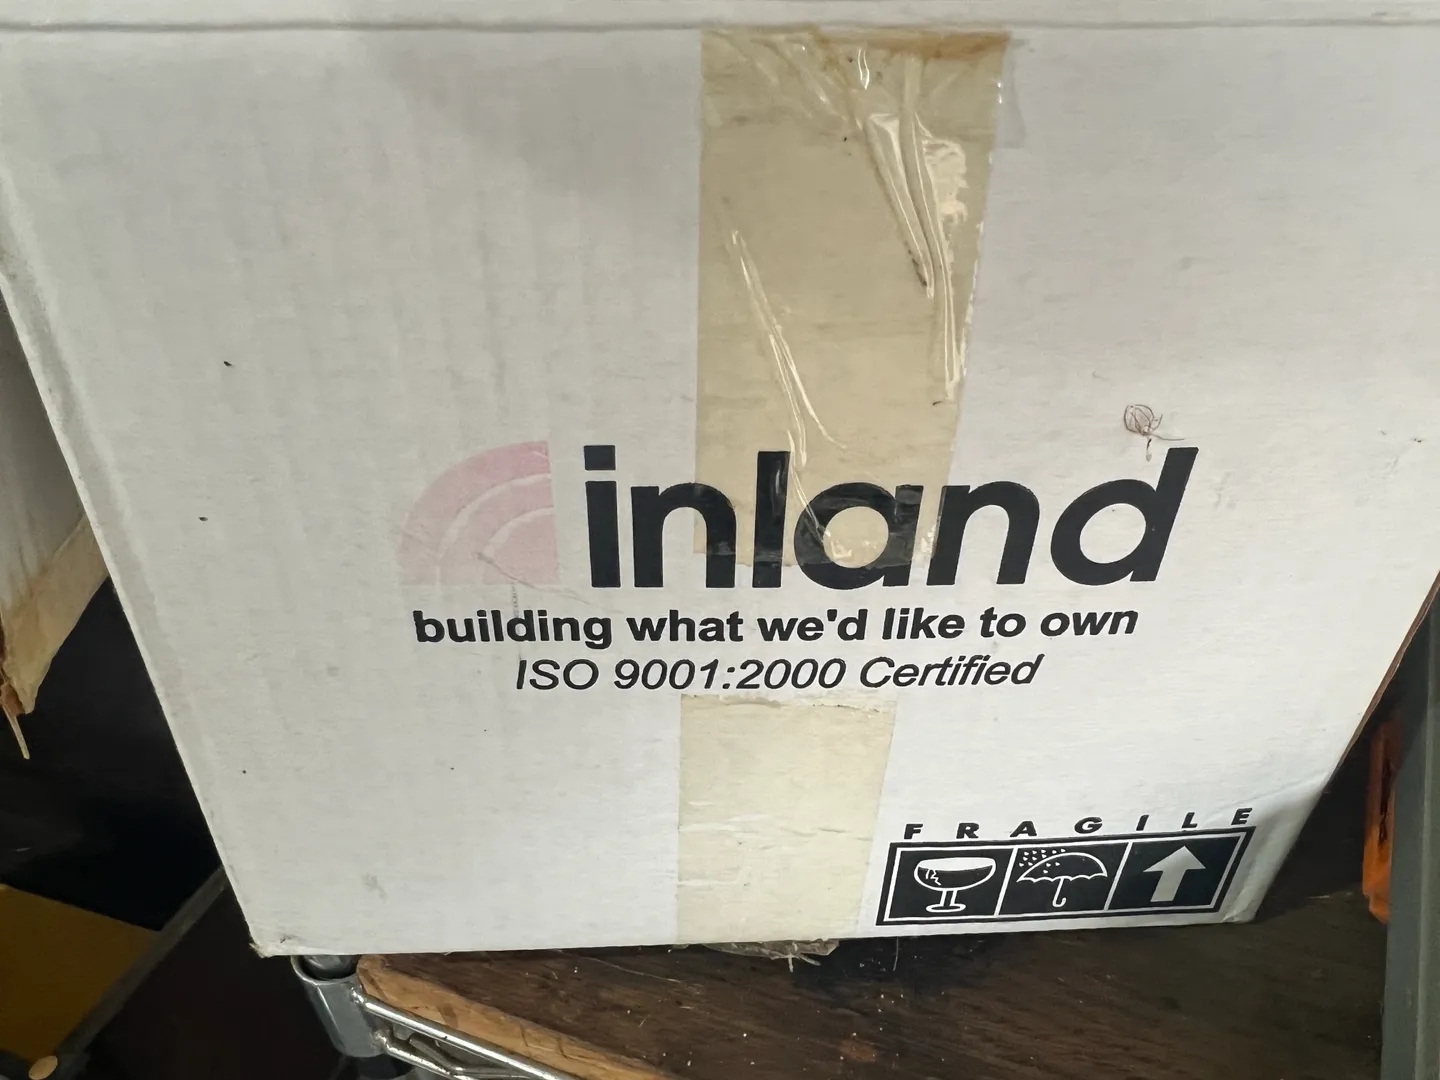 inland
building what we'd like to own
ISO 9001:2000 Certified
FRAGILE